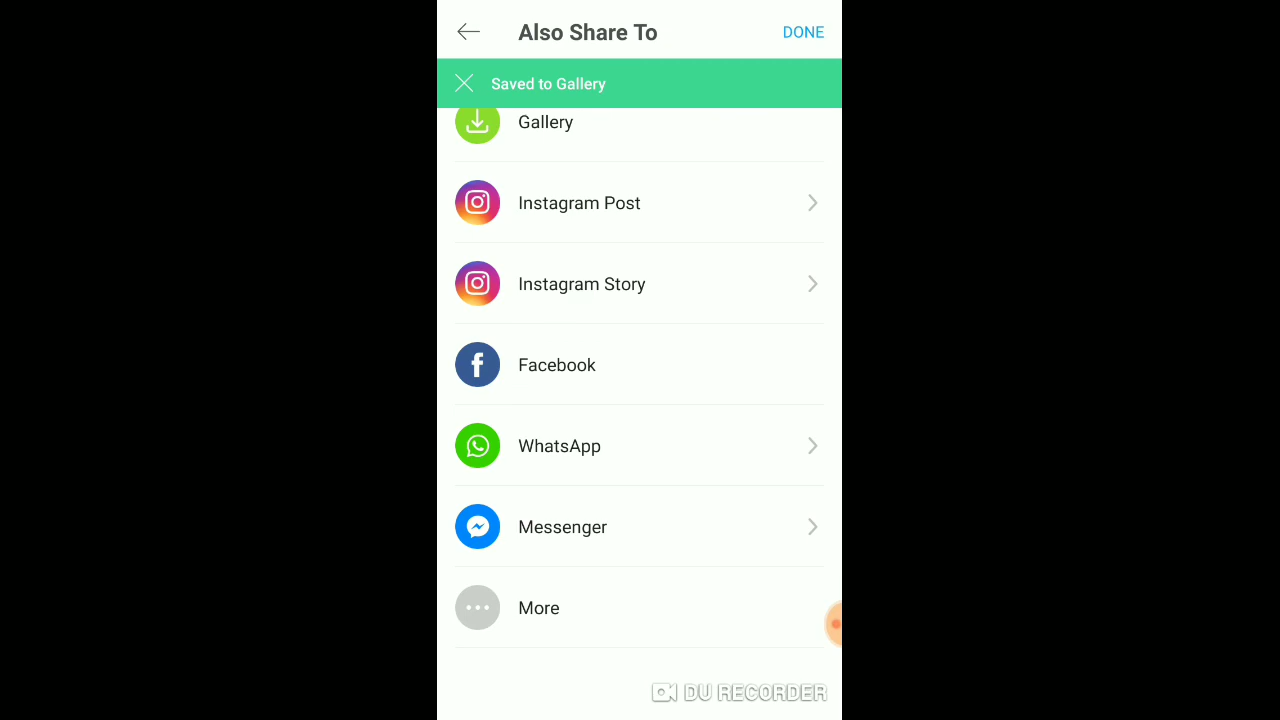 Also Share To
DONE
Saved to Gallery
Gallery
Instagram Post
Instagram Story
Facebook
WhatsApp
Messenger
More
DU RECORDER